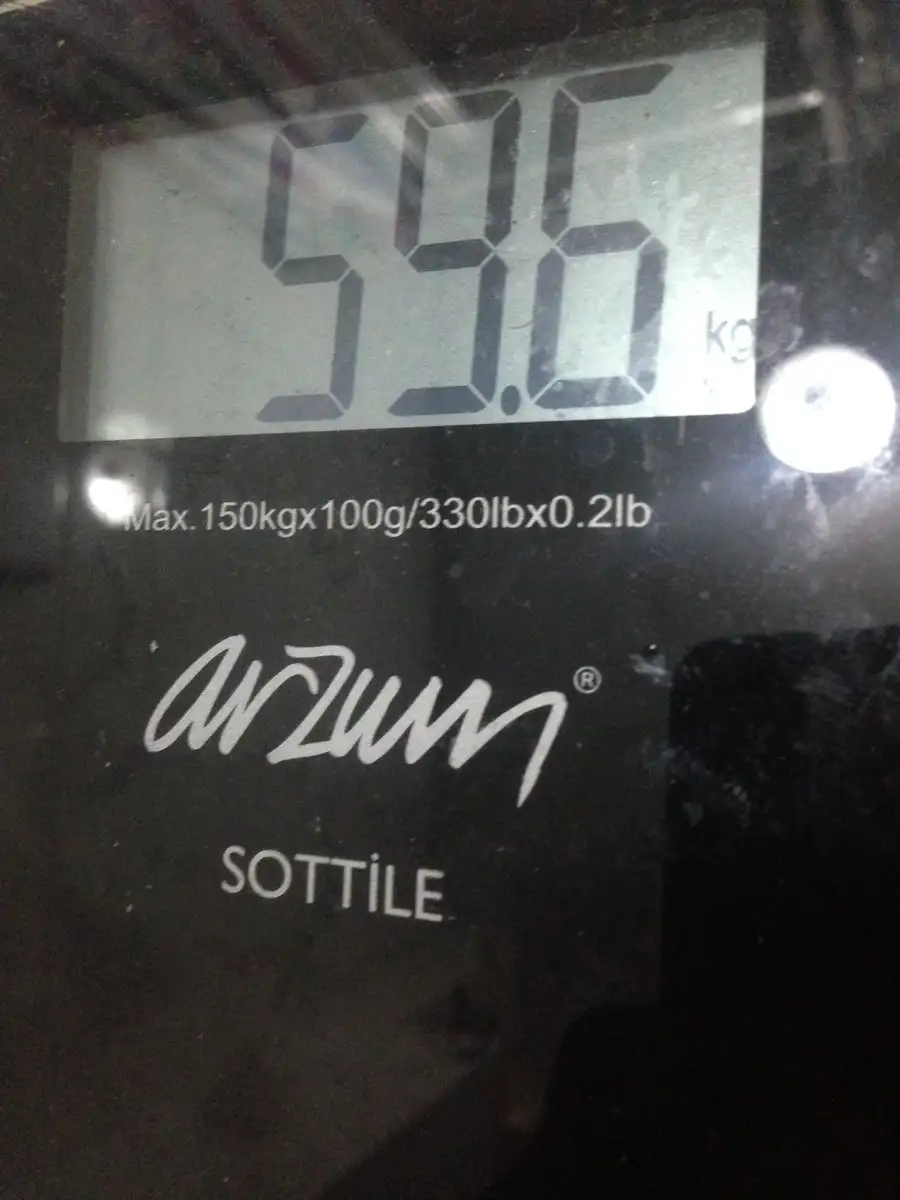 59.6 kg
Max.150kgx100g/330lbx0.2lb
arzum®
SOTTİLE